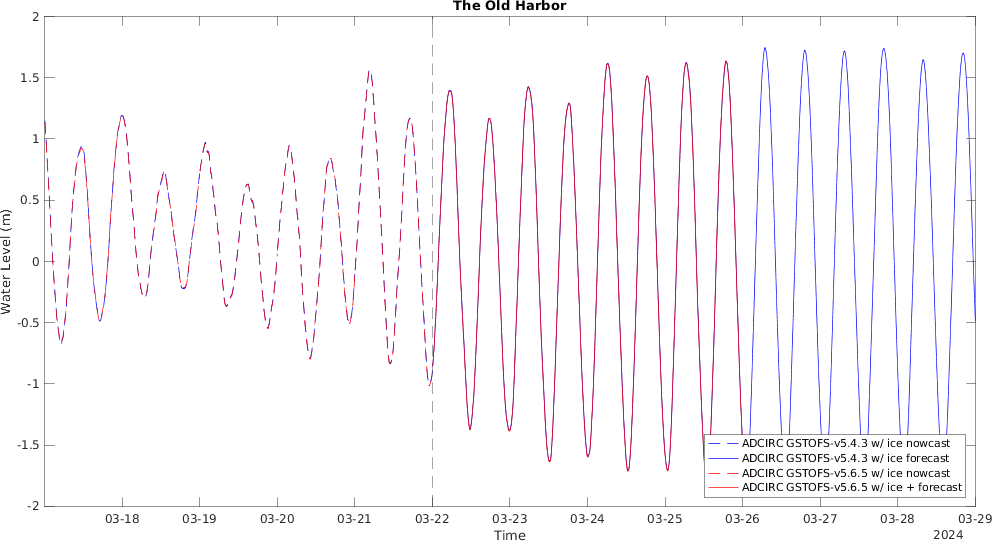 The Old Harbor
2
1.5
1
0.5
0
-0.5
-1
-1.5
-2
Water Level (m)
ADCIRC GSTOFS-v5.4.3 w/ ice nowcast
ADCIRC GSTOFS-v5.4.3 w/ ice forecast
ADCIRC GSTOFS-v5.6.5 w/ ice nowcast
ADCIRC GSTOFS-v5.6.5 w/ ice + forecast
03-18 03-19 03-20 03-21 03-22 03-23 03-24 03-25 03-26 03-27 03-28 03-29
Time
2024